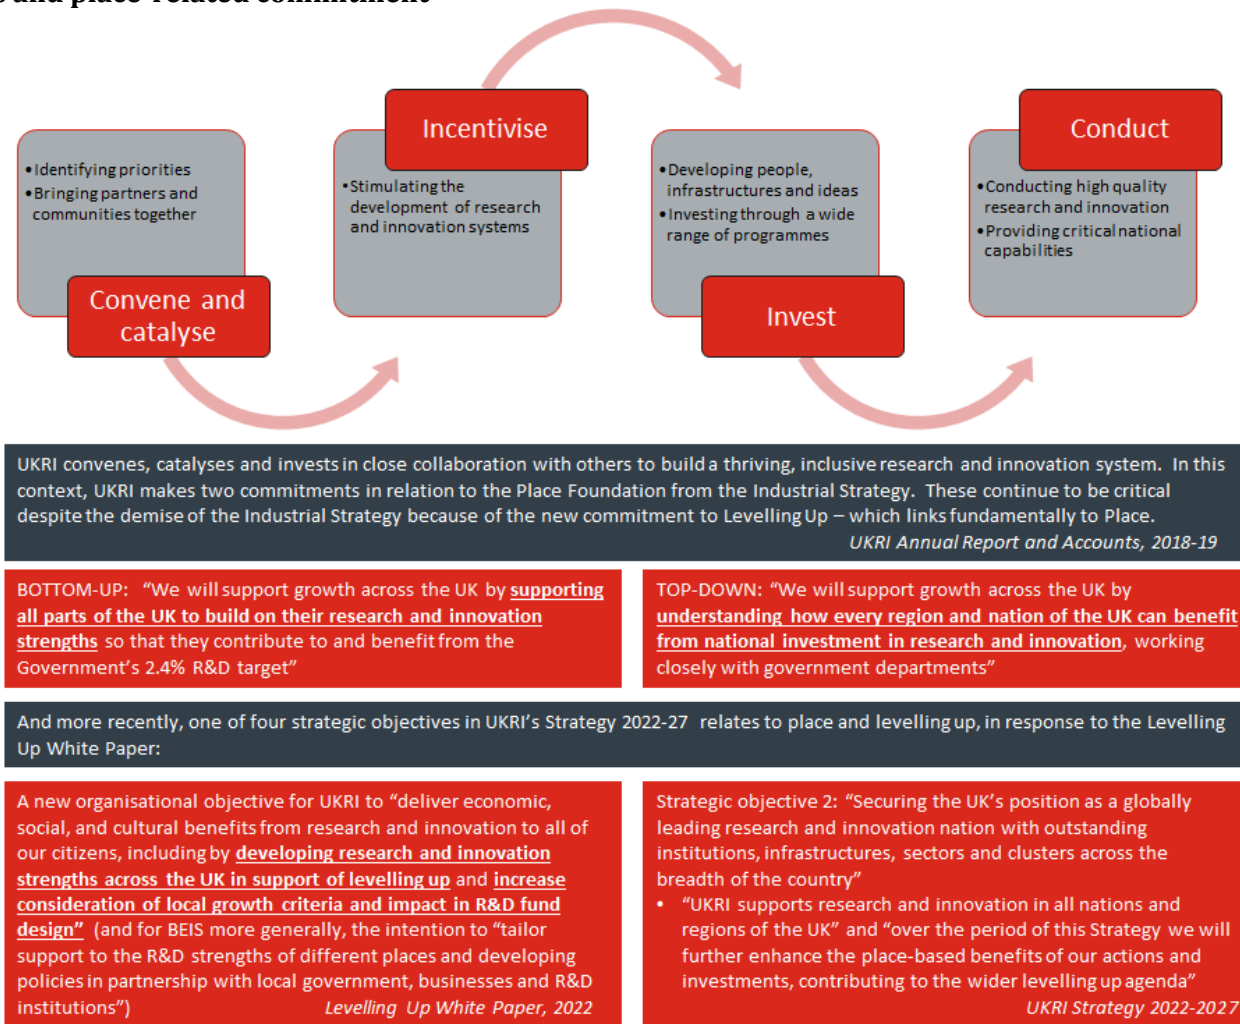 and place-related commitment
Incentivise
Conduct
•Identifying priorities
•Bringing partners and
communities together
•Stimulating the
development of research
and innovation systems
•Developing people,
infrastructures and ideas
•Investing through a wide
range of programmes
•Conducting high quality
research and innovation
•Providing critical national
capabilities
Convene and
catalyse
Invest
UKRI convenes, catalyses and invests in close collaboration with others to build a thriving, inclusive research and innovation system.  In this
context, UKRI makes two commitments in relation to the Place Foundation from the Industrial Strategy.  These continue to be critical
despite the demise of the Industrial Strategy because of the new commitment to Levelling Up – which links fundamentally to Place.
UKRI Annual Report and Accounts, 2018-19
BOTTOM-UP:  “We will support growth across the UK by supporting
all parts of the UK to build on their research and innovation
strengths so that they contribute to and benefit from the
Government’s 2.4% R&D target”
TOP-DOWN: “We will support growth across the UK by
understanding how every region and nation of the UK can benefit
from national investment in research and innovation, working
closely with government departments”
And more recently, one of four strategic objectives in UKRI’s Strategy 2022-27  relates to place and levelling up, in response to the Levelling
Up White Paper:
A new organisational objective for UKRI to “deliver economic,
social, and cultural benefits from research and innovation to all of
our citizens, including by developing research and innovation
strengths across the UK in support of levelling up and increase
consideration of local growth criteria and impact in R&D fund
design”  (and for BEIS more generally, the intention to “tailor
support to the R&D strengths of different places and developing
policies in partnership with local government, businesses and R&D
institutions”)
Levelling Up White Paper, 2022
Strategic objective 2: “Securing the UK’s position as a globally
leading research and innovation nation with outstanding
institutions, infrastructures, sectors and clusters across the
breadth of the country”
• “UKRI supports research and innovation in all nations and
regions of the UK” and “over the period of this Strategy we will
further enhance the place-based benefits of our actions and
investments, contributing to the wider levelling up agenda”
UKRI Strategy 2022-2027